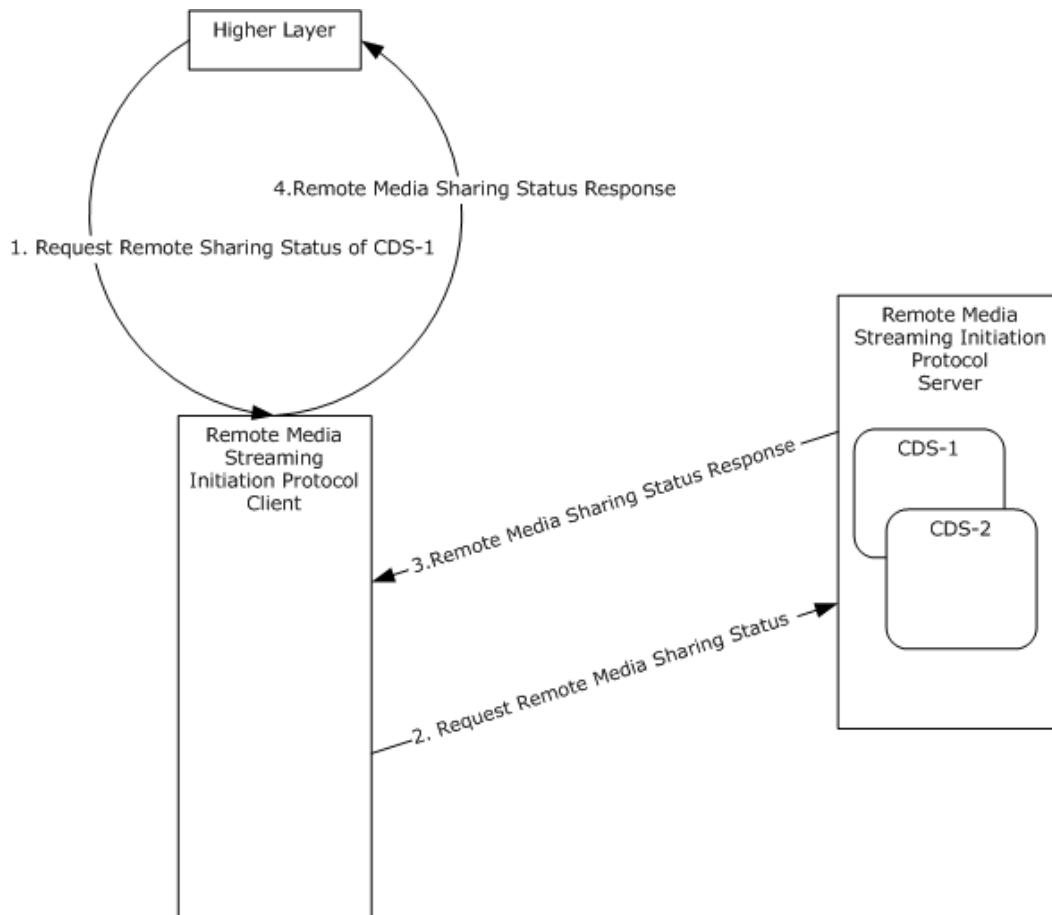 Higher Layer
4.Remote Media Sharing Status Response
1. Request Remote Sharing Status of CDS-1
Remote Media
Streaming Initiation
Protocol
Server
Remote Media
Streaming
Initiation Protocol
Client
CDS-1
CDS-2
3.Remote Media Sharing Status Response
2. Request Remote Media Sharing Status